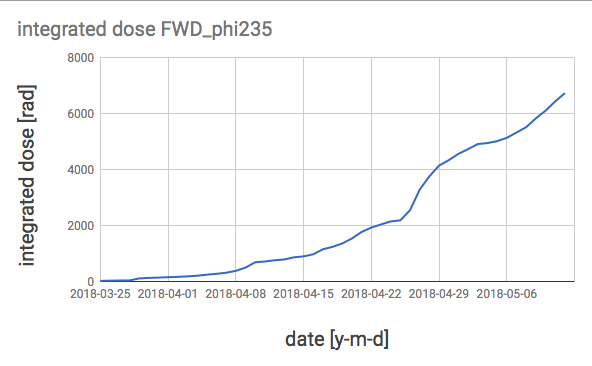 integrated dose FWD_phi235
integrated dose [rad]
8000
6000
4000
2000
0
2018-03-25 2018-04-01 2018-04-08 2018-04-15 2018-04-22 2018-04-29 2018-05-06
date [y-m-d]